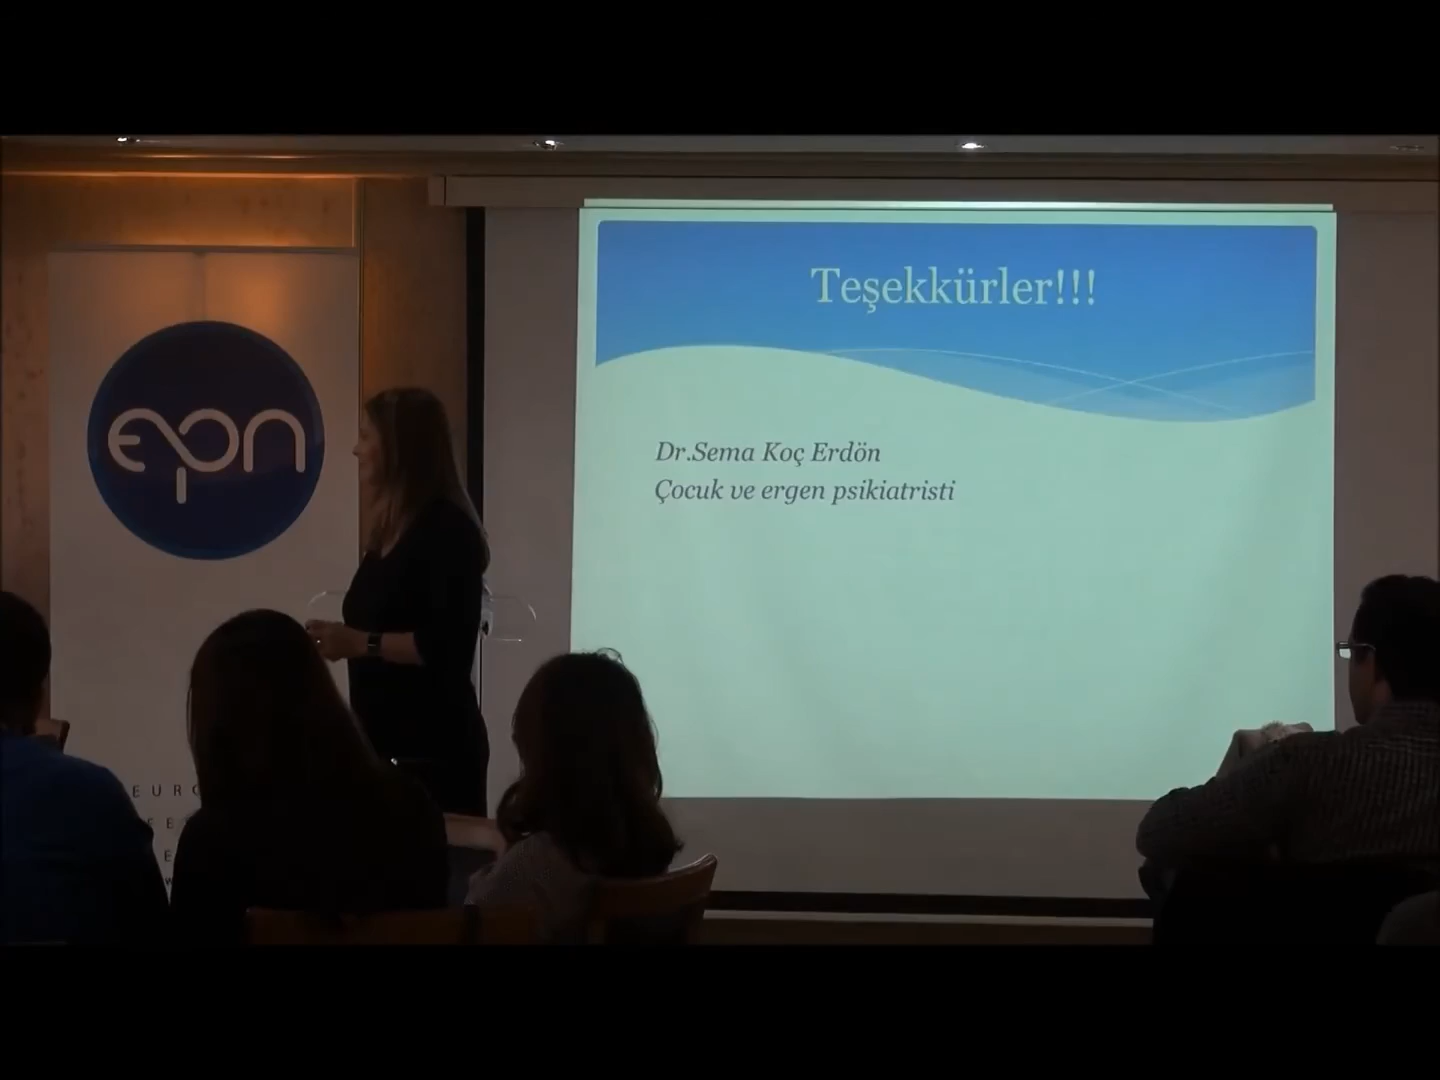 epn
Teşekkürler!!!
Dr.Sema Koç Erdön
Çocuk ve ergen psikiatristi